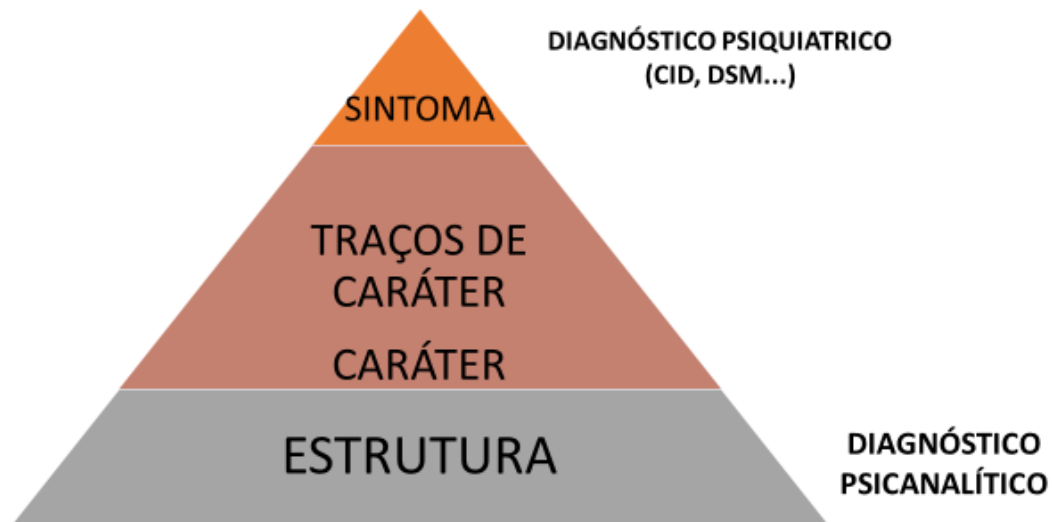 DIAGNÓSTICO PSIQUIATRICO
(CID, DSM...)
SINTOMA
TRAÇOS DE
CARÁTER
CARÁTER
ESTRUTURA
DIAGNÓSTICO
PSICANALÍTICO